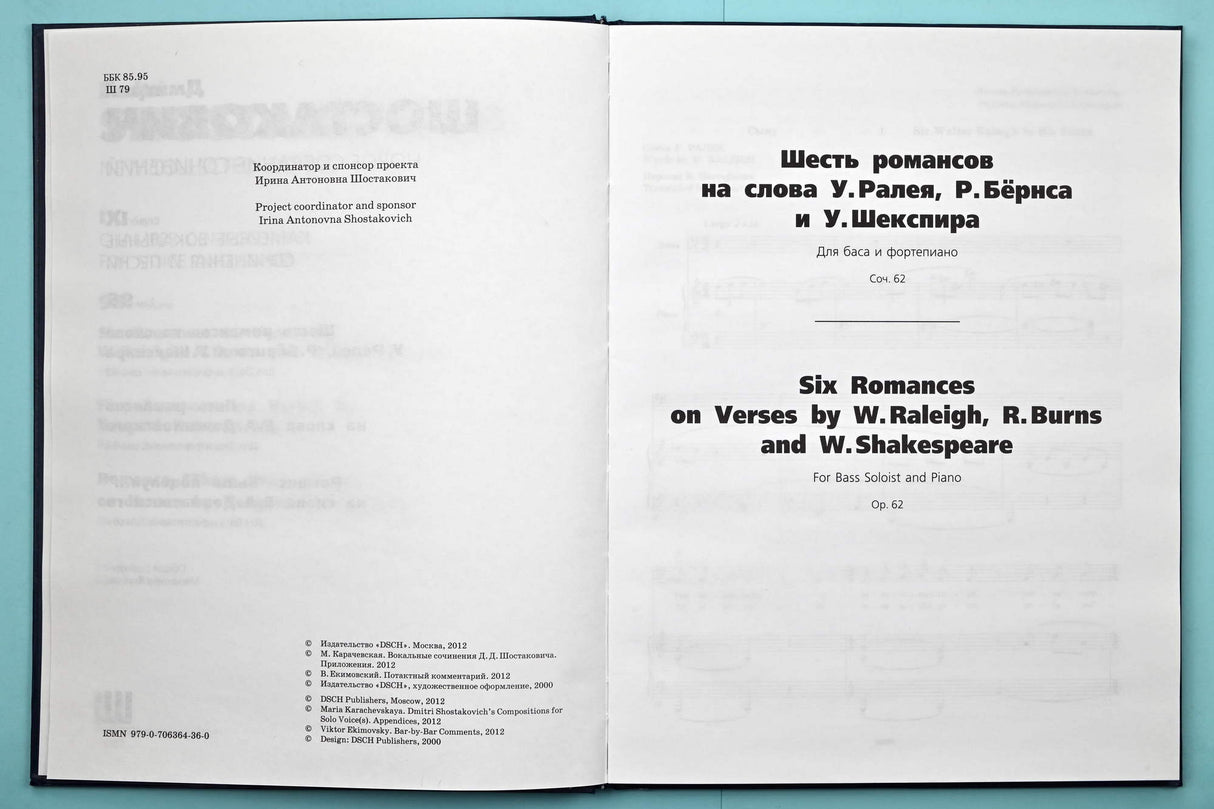 ББК 85.95
Ш 79
Координатор и спонсор проекта
Ирина Антоновна Шостакович
Project coordinator and sponsor
Irina Antonovna Shostakovich
© Издательство «DSCH». Москва, 2012
© М. Карачевская. Вокальные сочинения Д. Д. Шостаковича.
Приложения. 2012
© В. Екимовский. Потактный комментарий. 2012
© Издательство «DSCH», художественное оформление, 2000
© DSCH Publishers, Moscow, 2012
© Maria Karachevskaya. Dmitri Shostakovich's Compositions for
Solo Voice(s). Appendices, 2012
© Viktor Ekimovsky. Bar-by-Bar Comments, 2012
© Design: DSCH Publishers, 2000
ISMN 979-0-706364-36-0
Шесть романсов
на слова У. Ралея, Р. Бёрнса
и У. Шекспира
Для баса и фортепиано
Соч. 62
Six Romances
on Verses by W. Raleigh, R. Burns
and W. Shakespeare
For Bass Soloist and Piano
Op. 62